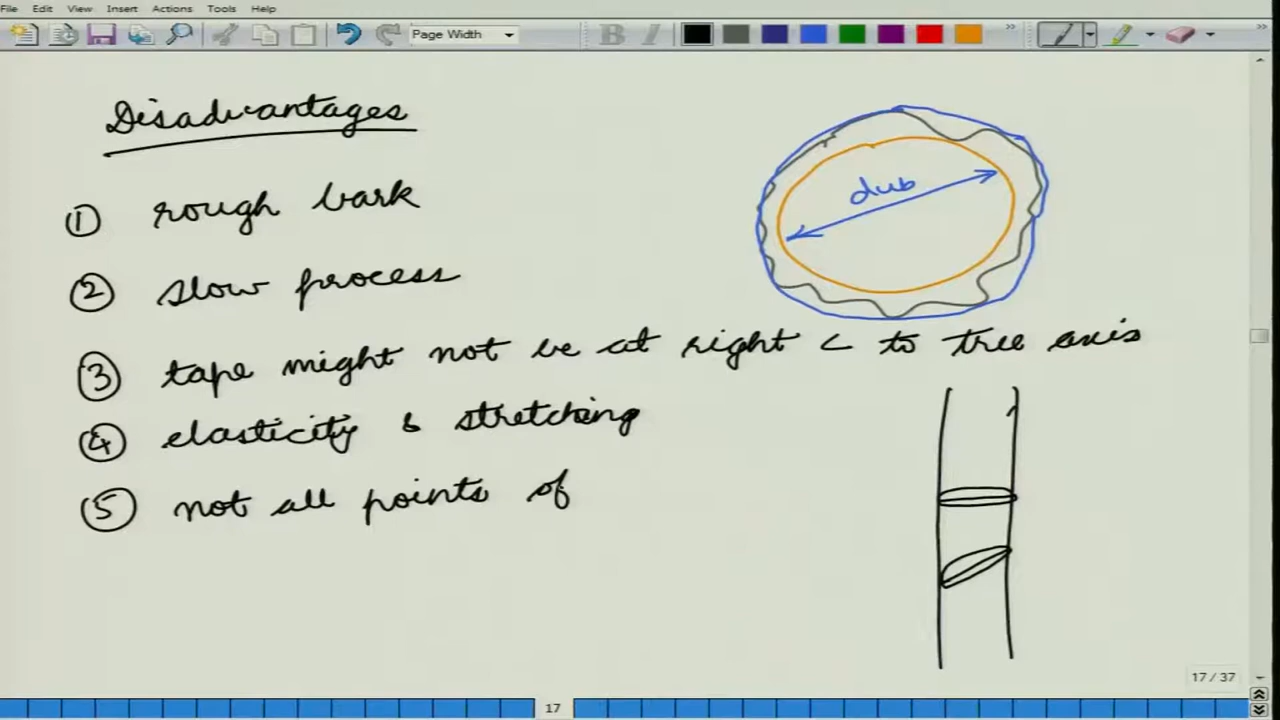 File Edit View Insert Actions Tools Help
Page Width
B I
Disadvantages
dub
① rough bark
② slow process
③ tape might not be at right < to tree axis
④ elasticity & stretching
⑤ not all points of
17 / 37
17